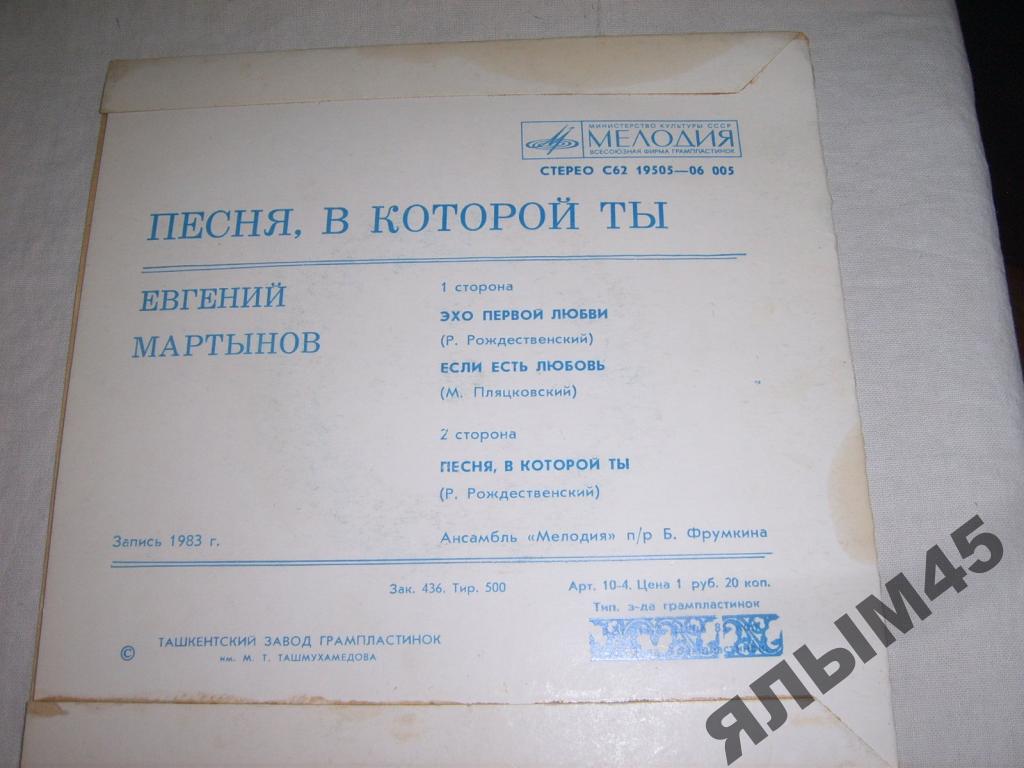 МИНИСТЕРСТВО КУЛЬТУРЫ СССР
МЕЛОДИЯ
ВСЕСОЮЗНАЯ ФИРМА ГРАМПЛАСТИНОК
СТЕРЕО С62 19505—06 005
ПЕСНЯ, В КОТОРОЙ ТЫ
ЕВГЕНИЙ
МАРТЫНОВ
1 сторона
ЭХО ПЕРВОЙ ЛЮБВИ
(Р. Рождественский)
ЕСЛИ ЕСТЬ ЛЮБОВЬ
(М. Пляцковский)
2 сторона
ПЕСНЯ, В КОТОРОЙ ТЫ
(Р. Рождественский)
Запись 1983 г.
Ансамбль «Мелодия» п/р Б. Фрумкина
Зак. 436. Тир. 500
Арт. 10-4. Цена 1 руб. 20 коп.
Тип. з-да грампластинок
© ТАШКЕНТСКИЙ ЗАВОД ГРАМПЛАСТИНОК
им. М. Т. ТАШМУХАМЕДОВА
ЯЛЫМ45